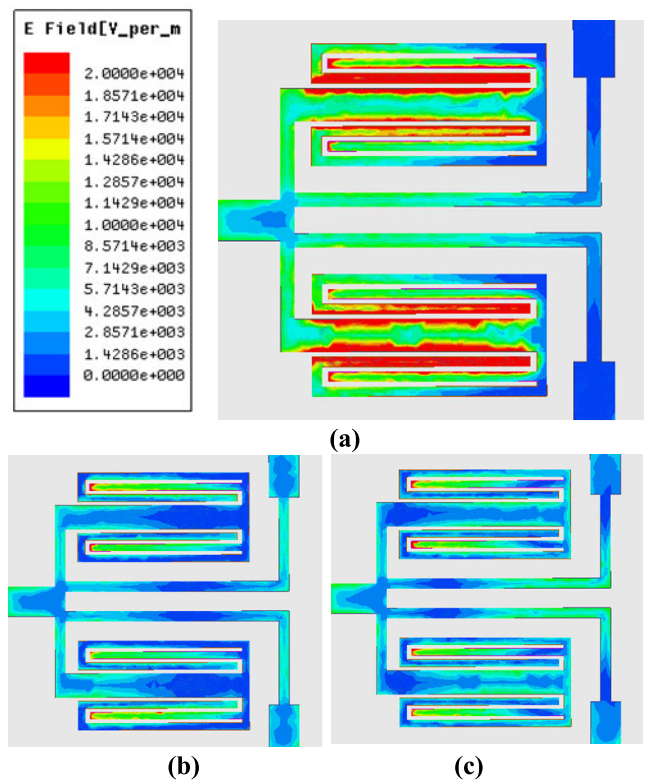 E Field[V_per_m
2.0000e+004
1.8571e+004
1.7143e+004
1.5714e+004
1.4286e+004
1.2857e+004
1.1429e+004
1.0000e+004
8.5714e+003
7.1429e+003
5.7143e+003
4.2857e+003
2.8571e+003
1.4286e+003
0.0000e+000
(a)
(b)
(c)